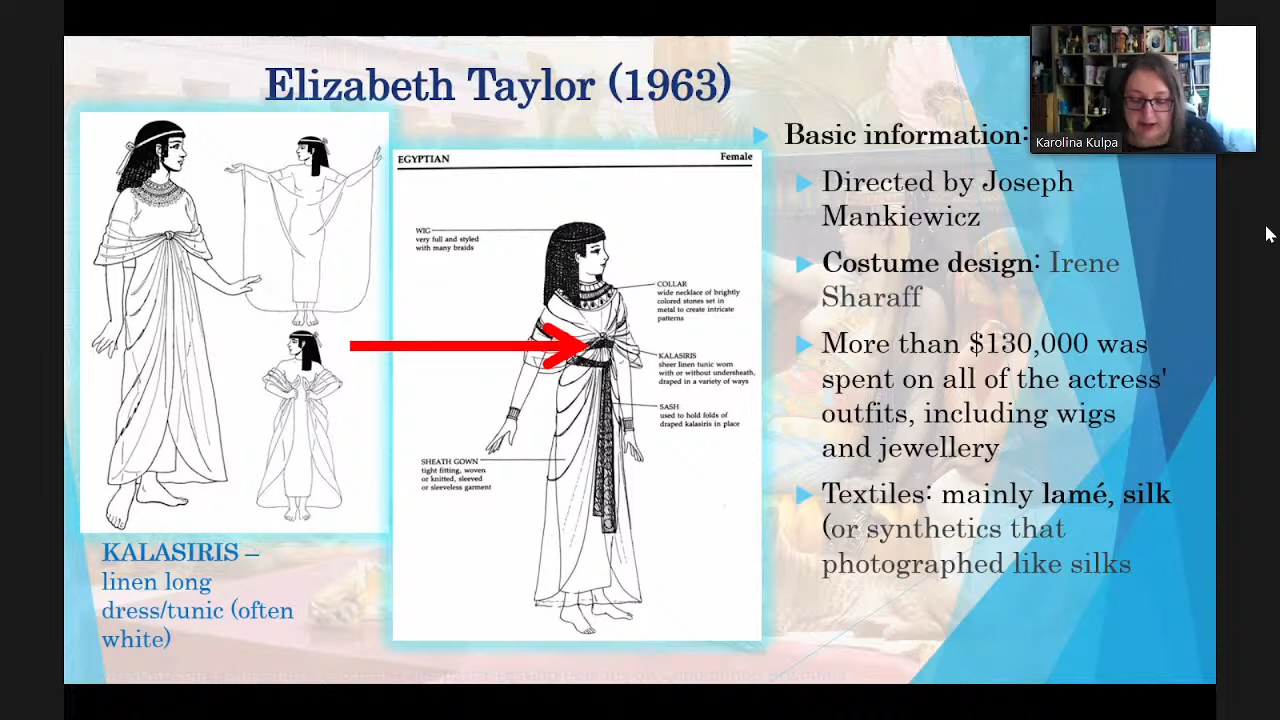 Elizabeth Taylor (1963)
EGYPTIAN
Female
WIG
very full and styled
with many braids
COLLAR
wide necklace of brightly
colored stones set in
metal to create intricate
patterns
KALASIRIS
sheer linen tunic worn
with or without undersheath,
draped in a variety of ways
SASH
used to hold folds of
draped kalasiris in place
SHEATH GOWN
tight fitting, woven
or knitted, sleeved
or sleeveless garment
KALASIRIS –
linen long
dress/tunic (often
white)
Basic information:
Directed by Joseph
Mankiewicz
Costume design: Irene
Sharaff
More than $130,000 was
spent on all of the actress'
outfits, including wigs
and jewellery
Textiles: mainly lamé, silk
(or synthetics that
photographed like silks
Karolina Kulpa